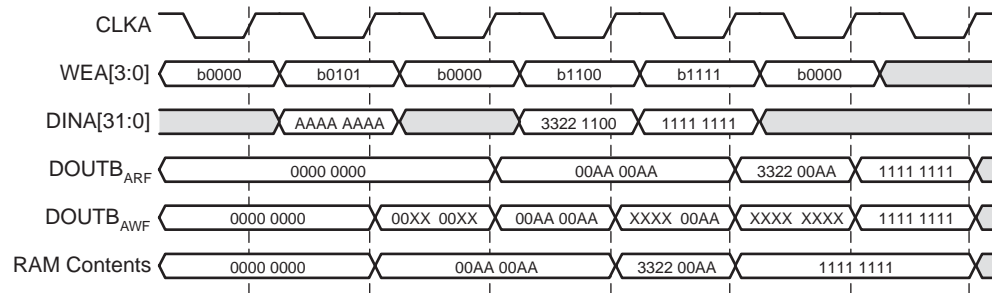 CLKA
WEA[3:0] b0000 b0101 b0000 b1100 b1111 b0000
DINA[31:0] AAAA AAAA 3322 1100 1111 1111
DOUTB_ARF 0000 0000 00AA 00AA 3322 00AA 1111 1111
DOUTB_AWF 0000 0000 00XX 00XX 00AA 00AA XXXX 00AA XXXX XXXX 1111 1111
RAM Contents 0000 0000 00AA 00AA 3322 00AA 1111 1111